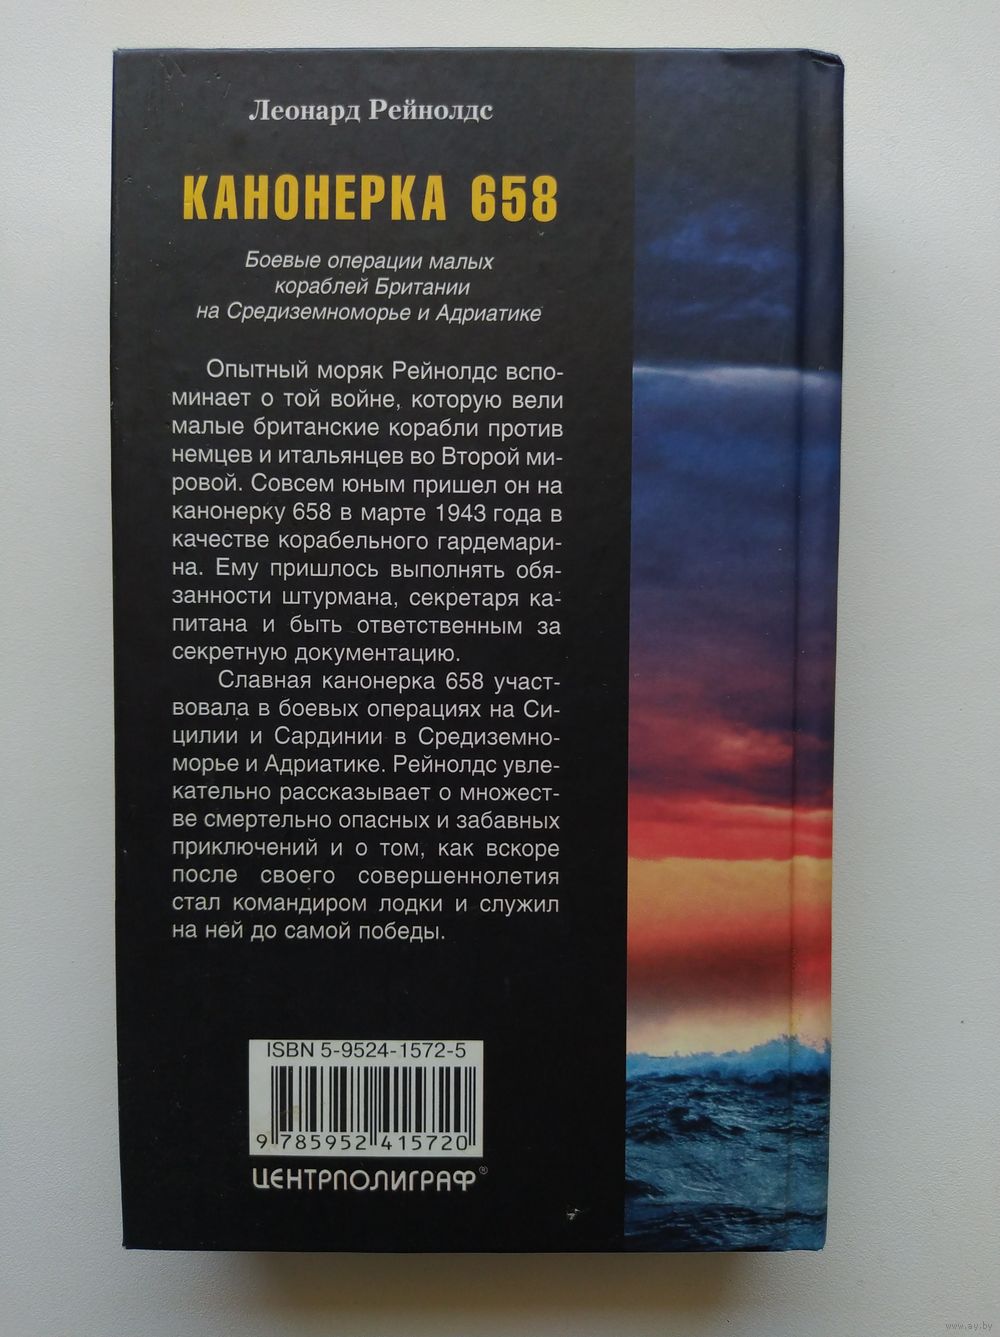 Леонард Рейнолдс
КАНОНЕРКА 658
Боевые операции малых
кораблей Британии
на Средиземноморье и Адриатике
Опытный моряк Рейнолдс вспо-
минает о той войне, которую вели
малые британские корабли против
немцев и итальянцев во Второй ми-
ровой. Совсем юным пришел он на
канонерку 658 в марте 1943 года в
качестве корабельного гардемари-
на. Ему пришлось выполнять обя-
занности штурмана, секретаря ка-
питана и быть ответственным за
секретную документацию.
Славная канонерка 658 участ-
вовала в боевых операциях на Си-
цилии и Сардинии в Средиземно-
морье и Адриатике. Рейнолдс увле-
кательно рассказывает о множест-
ве смертельно опасных и забавных
приключений и о том, как вскоре
после своего совершеннолетия
стал командиром лодки и служил
на ней до самой победы.
ISBN 5-9524-1572-5
9 785952 415720
ЦЕНТРПОЛИГРАФ®
www.ay.by